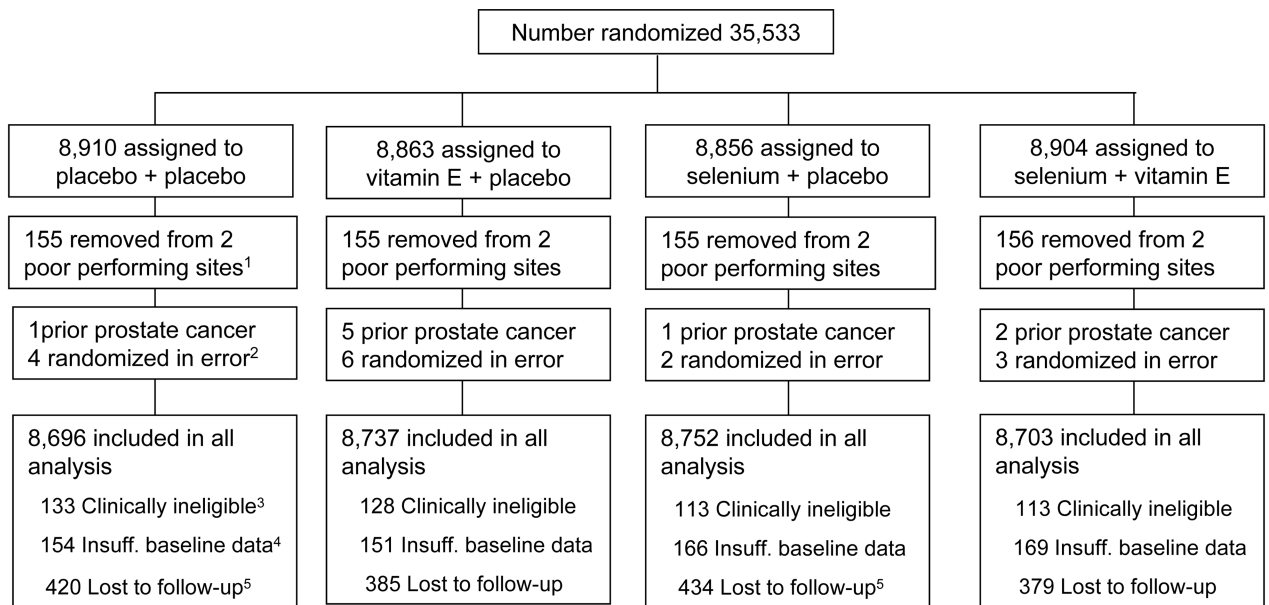 Number randomized 35,533
8,910 assigned to
placebo + placebo
8,863 assigned to
vitamin E + placebo
8,856 assigned to
selenium + placebo
8,904 assigned to
selenium + vitamin E
155 removed from 2
poor performing sites¹
155 removed from 2
poor performing sites
155 removed from 2
poor performing sites
156 removed from 2
poor performing sites
1prior prostate cancer
4 randomized in error²
5 prior prostate cancer
6 randomized in error
1 prior prostate cancer
2 randomized in error
2 prior prostate cancer
3 randomized in error
8,696 included in all
analysis
133 Clinically ineligible³
154 Insuff. baseline data⁴
420 Lost to follow-up⁵
8,737 included in all
analysis
128 Clinically ineligible
151 Insuff. baseline data
385 Lost to follow-up
8,752 included in all
analysis
113 Clinically ineligible
166 Insuff. baseline data
434 Lost to follow-up⁵
8,703 included in all
analysis
113 Clinically ineligible
169 Insuff. baseline data
379 Lost to follow-up